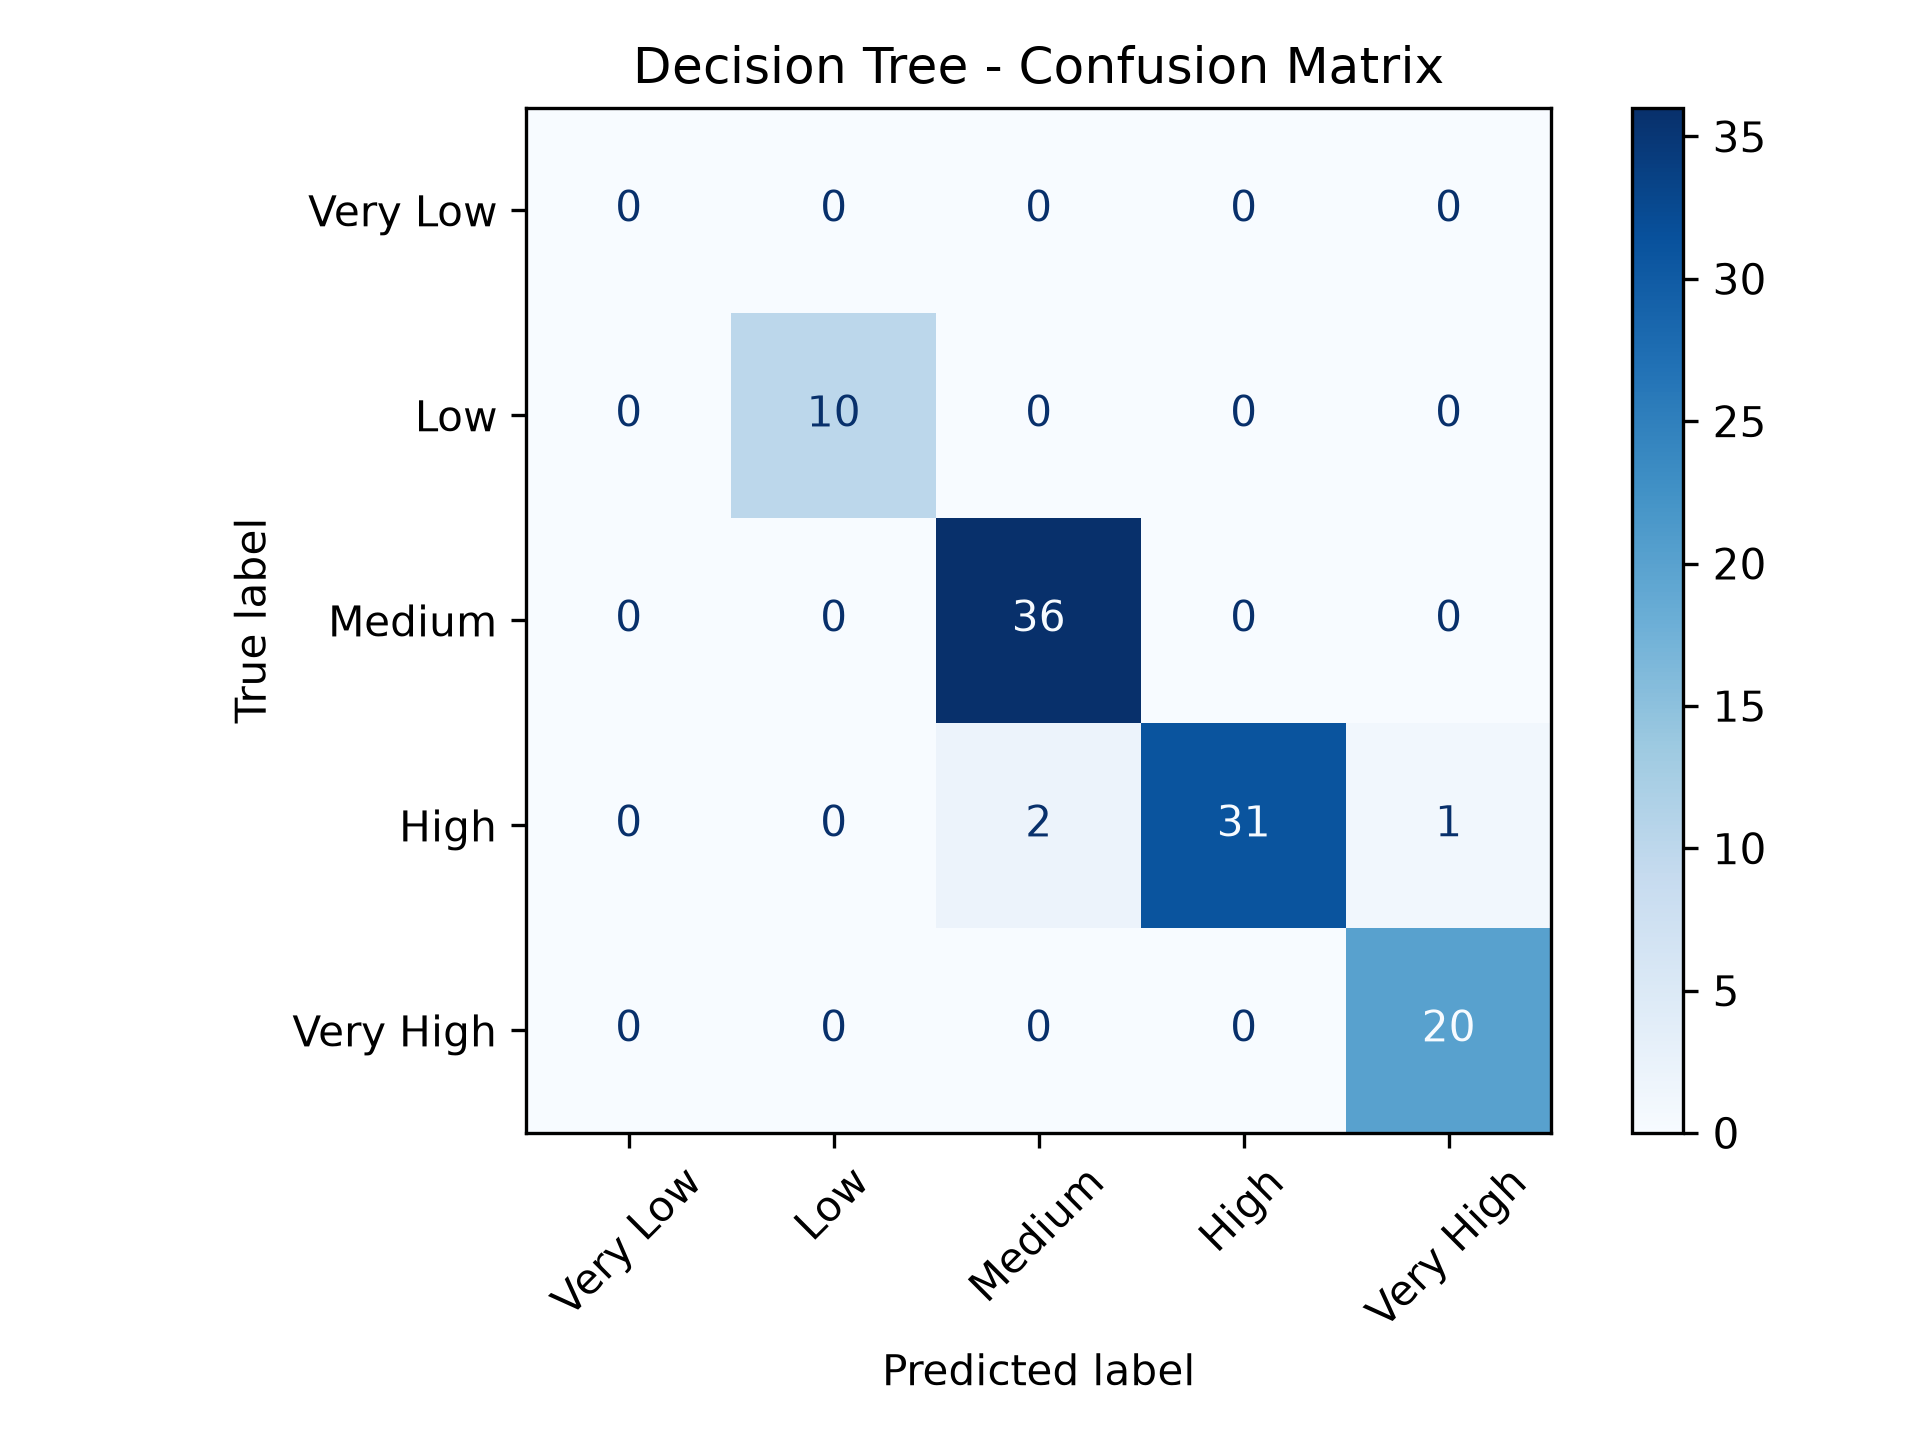 Decision Tree - Confusion Matrix
True label
Very Low 0 0 0 0 0
Low 0 10 0 0 0
Medium 0 0 36 0 0
High 0 0 2 31 1
Very High 0 0 0 0 20
Very Low Low Medium High Very High
Predicted label
35
30
25
20
15
10
5
0